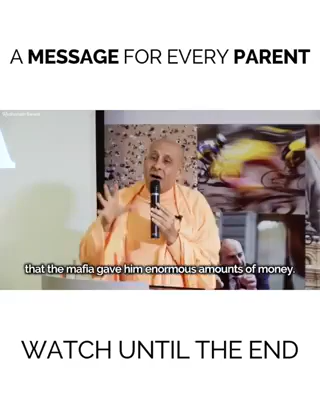 A MESSAGE FOR EVERY PARENT
that the mafia gave him enormous amounts of money.
WATCH UNTIL THE END